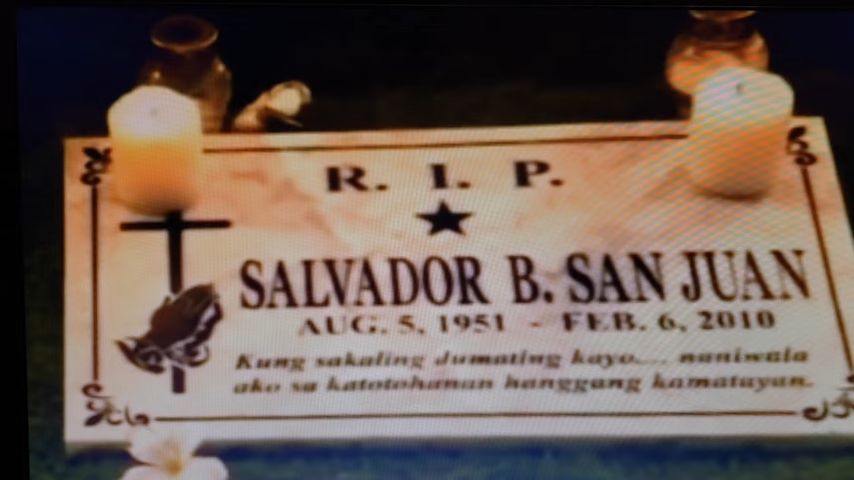 R. I. P.
SALVADOR B. SAN JUAN
AUG. 5, 1951 - FEB. 6, 2010
Kung sakaling dumating kayo.... naniwala
ako sa katotohanan hanggang kamatayan.